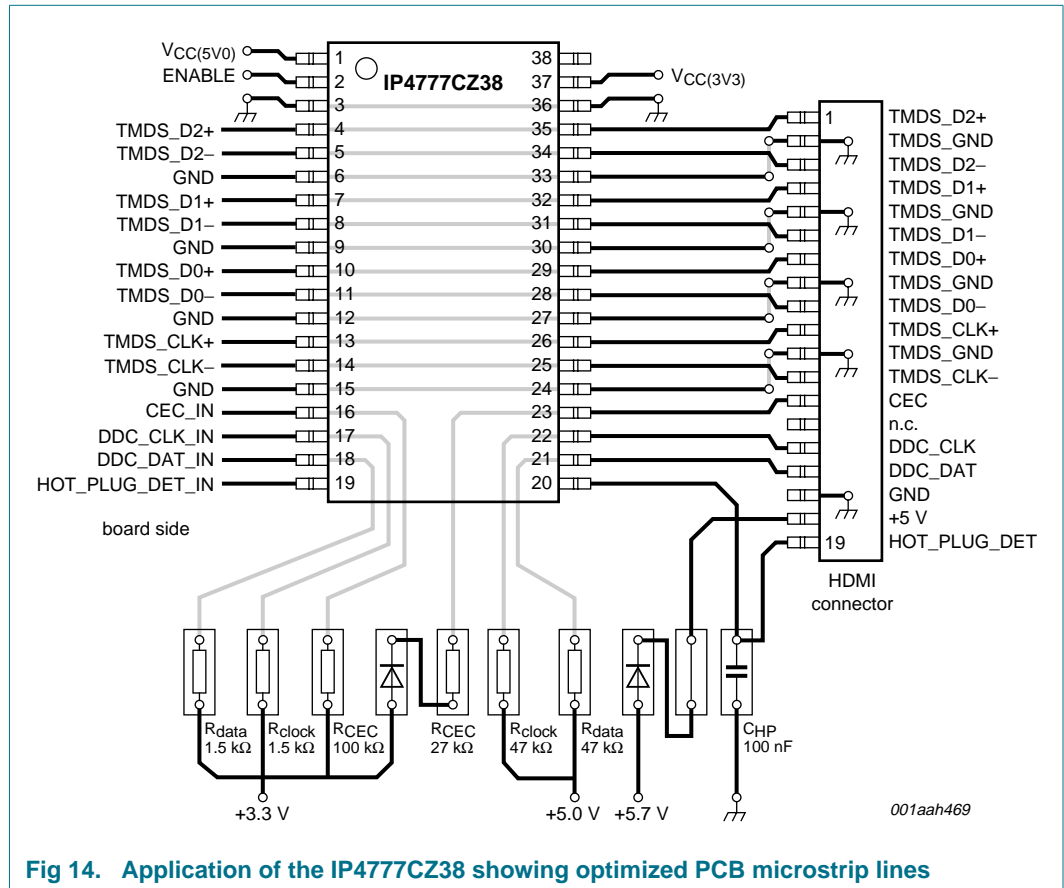 VCC(5V0)
ENABLE
TMDS_D2+
TMDS_D2−
GND
TMDS_D1+
TMDS_D1−
GND
TMDS_D0+
TMDS_D0−
GND
TMDS_CLK+
TMDS_CLK−
GND
CEC_IN
DDC_CLK_IN
DDC_DAT_IN
HOT_PLUG_DET_IN
board side
IP4777CZ38
1
2
3
4
5
6
7
8
9
10
11
12
13
14
15
16
17
18
19
38
37
36
35
34
33
32
31
30
29
28
27
26
25
24
23
22
21
20
VCC(3V3)
1
19
TMDS_D2+
TMDS_GND
TMDS_D2−
TMDS_D1+
TMDS_GND
TMDS_D1−
TMDS_D0+
TMDS_GND
TMDS_D0−
TMDS_CLK+
TMDS_GND
TMDS_CLK−
CEC
n.c.
DDC_CLK
DDC_DAT
GND
+5 V
HOT_PLUG_DET
HDMI
connector
Rdata
1.5 kΩ
Rclock
1.5 kΩ
RCEC
100 kΩ
RCEC
27 kΩ
Rclock
47 kΩ
Rdata
47 kΩ
CHP
100 nF
+3.3 V
+5.0 V
+5.7 V
001aah469
Fig 14. Application of the IP4777CZ38 showing optimized PCB microstrip lines